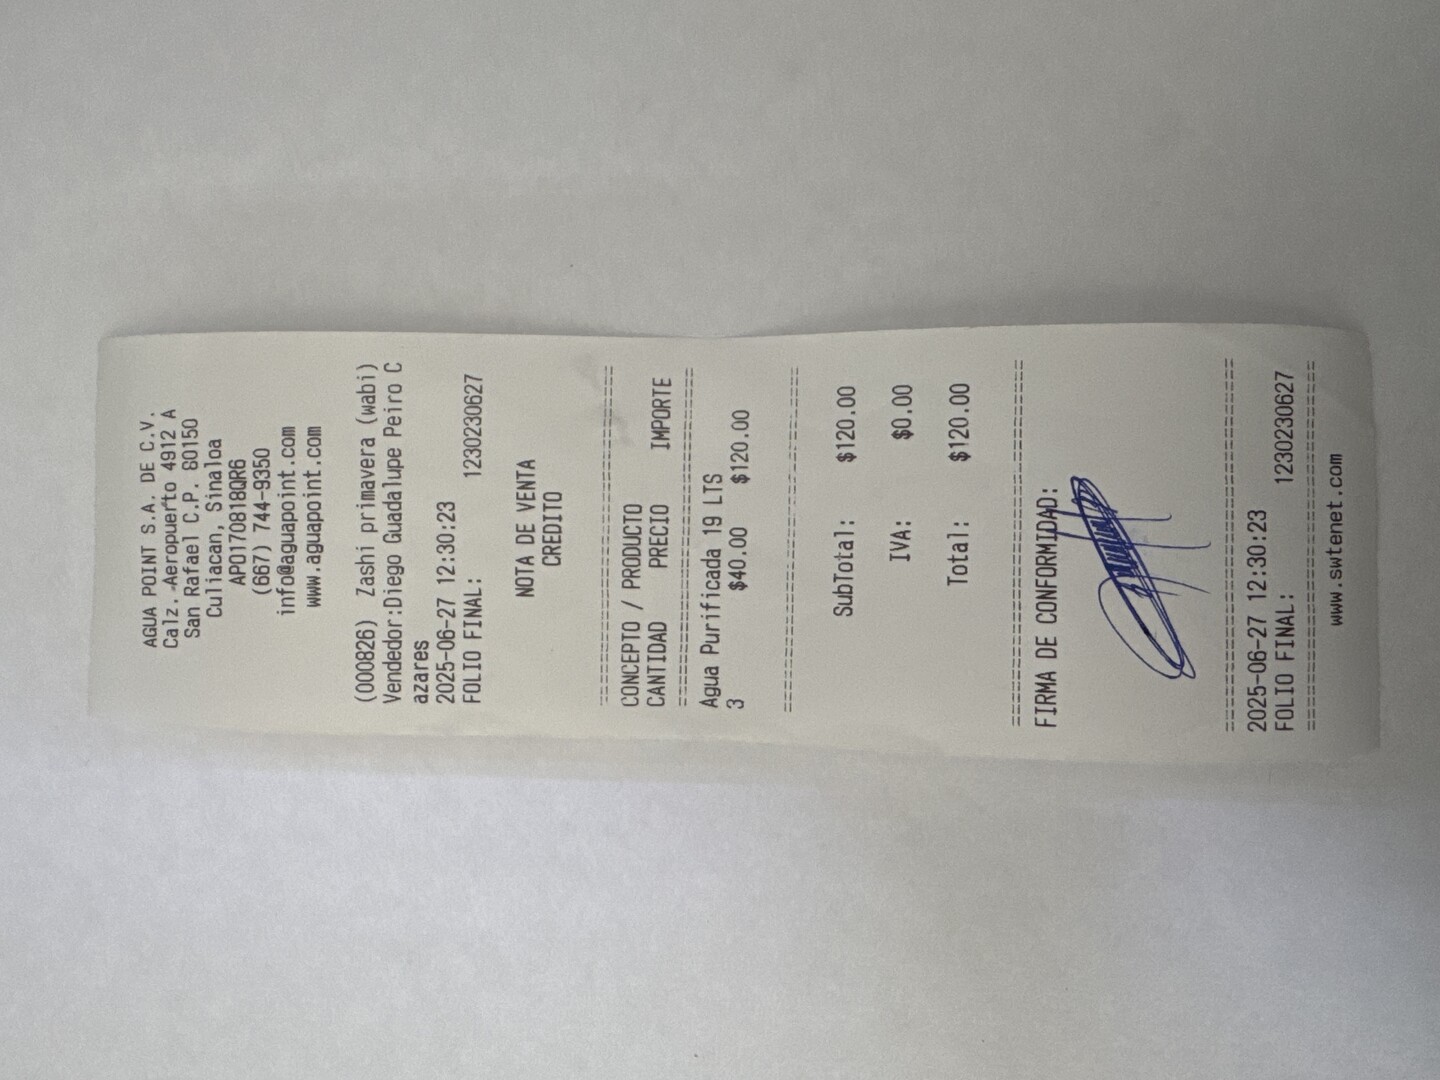 AGUA POINT S.A. DE C.V.
Calz. Aeropuerto 4912 A
San Rafael C.P. 80150
Culiacan, Sinaloa
APO170818QR6
(667) 744-9350
info@aguapoint.com
www.aguapoint.com
(000826) Zashi primavera (wabi)
Vendedor:Diego Guadalupe Peiro C
azares
2025-06-27 12:30:23
FOLIO FINAL: 1230230627
NOTA DE VENTA
CREDITO
================================
CONCEPTO / PRODUCTO
CANTIDAD PRECIO IMPORTE
================================
Agua Purificada 19 LTS
3 $40.00 $120.00
--------------------------------
SubTotal: $120.00
IVA: $0.00
Total: $120.00
================================
FIRMA DE CONFORMIDAD:
================================
2025-06-27 12:30:23
FOLIO FINAL: 1230230627
================================
www.swtenet.com